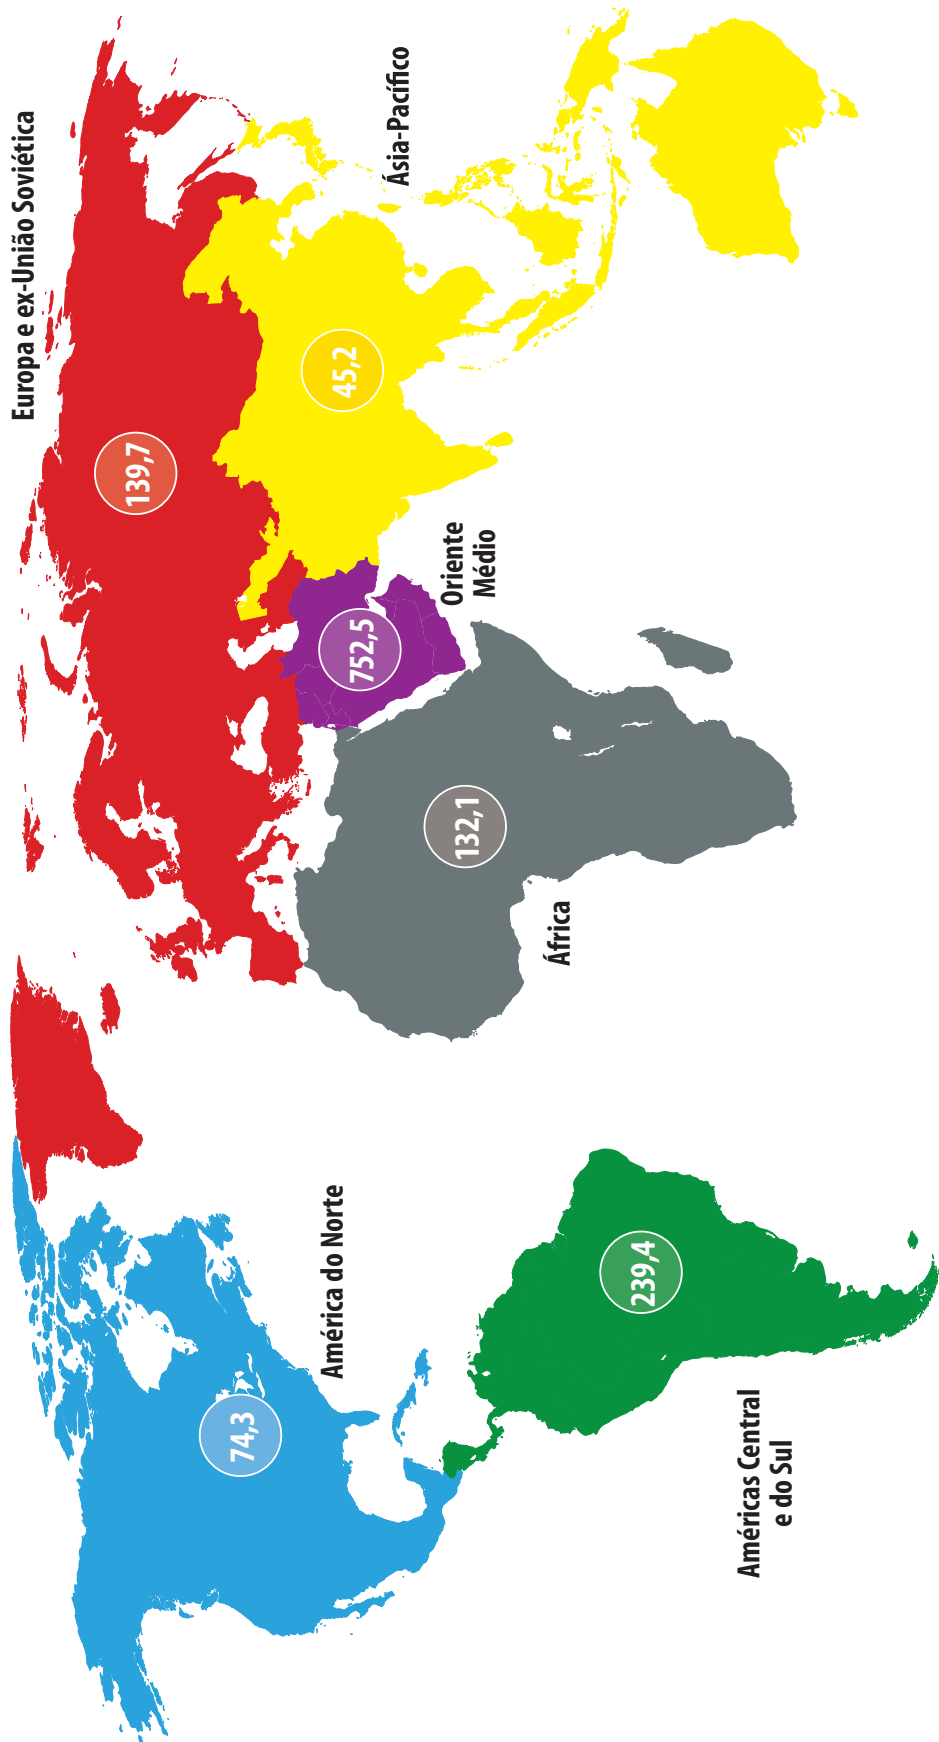 Europa e ex-União Soviética
139,7
América do Norte
74,3
Ásia-Pacífico
45,2
Oriente
Médio
752,5
132,1
África
239,4
Américas Central
e do Sul